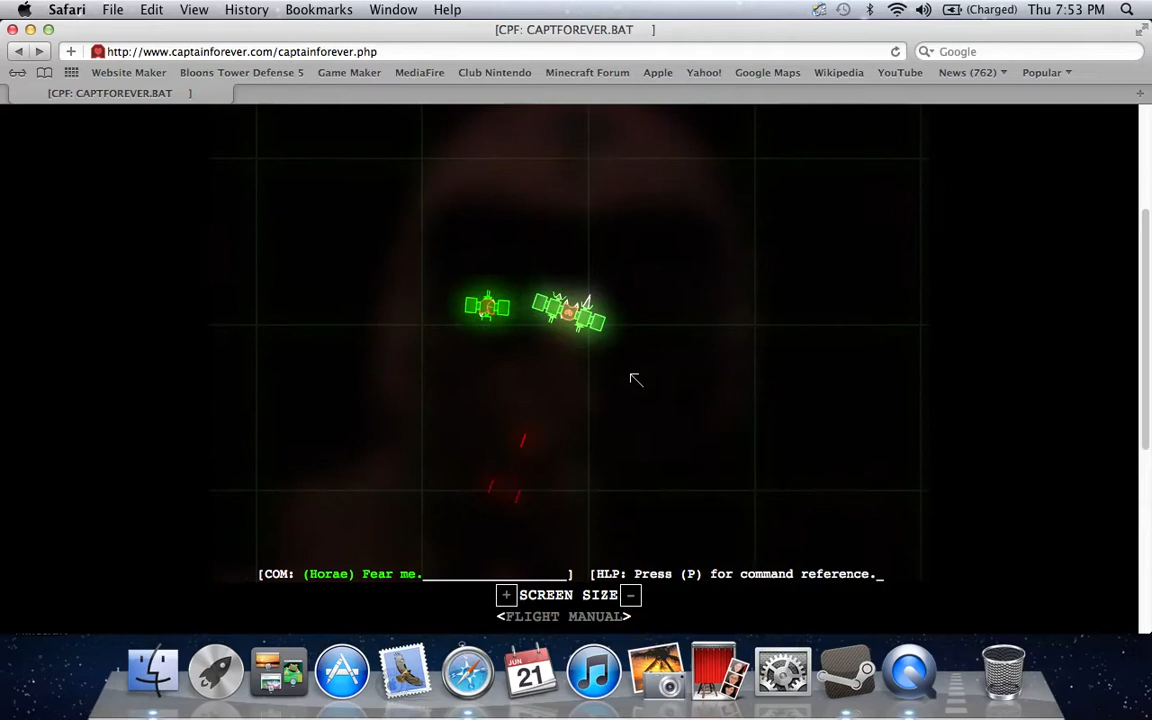 Safari File Edit View History Bookmarks Window Help (Charged) Thu 7:53 PM
[CPF: CAPTFOREVER.BAT ]
http://www.captainforever.com/captainforever.php Google
Website Maker Bloons Tower Defense 5 Game Maker MediaFire Club Nintendo Minecraft Forum Apple Yahoo! Google Maps Wikipedia YouTube News (762) Popular
[CPF: CAPTFOREVER.BAT ]
[COM: (Horae) Fear me.______________] [HLP: Press (P) for command reference._
+ SCREEN SIZE -
<FLIGHT MANUAL>
JUN
21